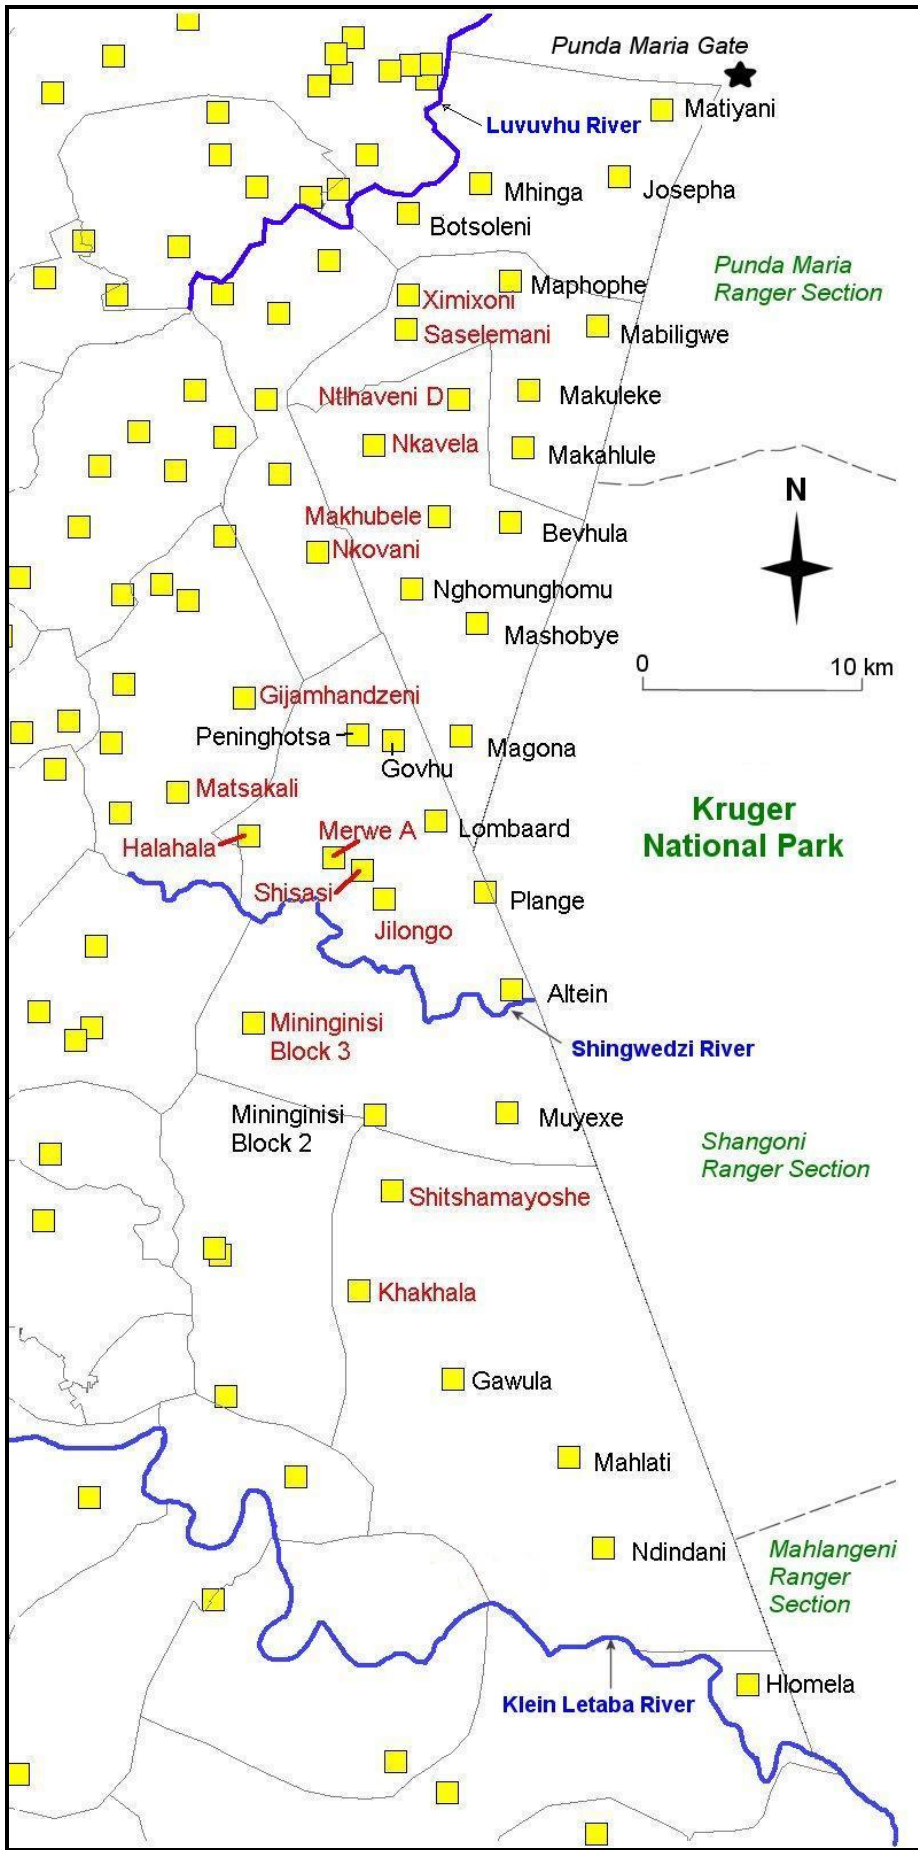 Punda Maria Gate
Matiyani
Luvuvhu River
Mhinga
Josepha
Botsoleni
Punda Maria
Ranger Section
Maphophe
Ximixoni
Saselemani
Mabiligwe
Ntlhaveni D
Makuleke
Nkavela
Makahlule
N
Makhubele
Bevhula
Nkovani
Nghomunghomu
Mashobye
0
10 km
Gijamhandzeni
Peninghotsa
Magona
Govhu
Matsakali
Kruger
National Park
Merwe A
Lombaard
Halahala
Shisasi
Plange
Jilongo
Altein
Mininginisi
Block 3
Shingwedzi River
Mininginisi
Block 2
Muyexe
Shangoni
Ranger Section
Shitshamayoshe
Khakhala
Gawula
Mahlati
Ndindani
Mahlangeni
Ranger
Section
Hlomela
Klein Letaba River